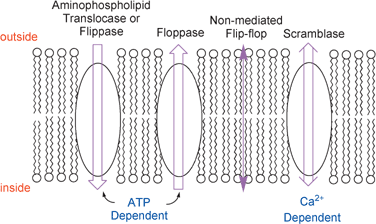 Aminophospholipid
Translocase or
Flippase
Floppase
Non-mediated
Flip-flop
Scramblase
outside
inside
ATP
Dependent
Ca2+
Dependent